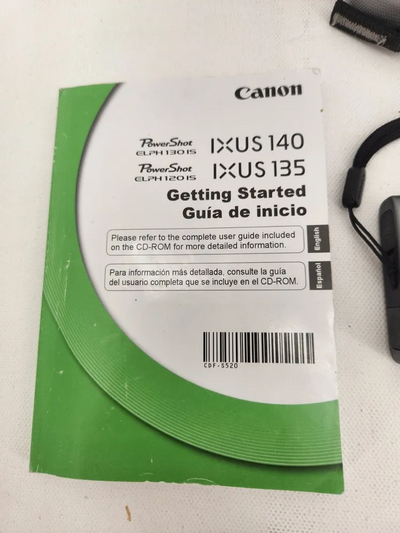 Canon
PowerShot ELPH 130 IS IXUS 140
PowerShot ELPH 120 IS IXUS 135
Getting Started
Guía de inicio
Please refer to the complete user guide included
on the CD-ROM for more detailed information.
English
Para información más detallada, consulte la guía
del usuario completa que se incluye en el CD-ROM.
Español
CDF-S520